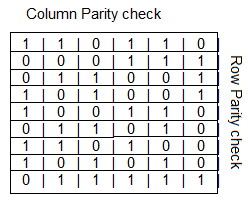 Column Parity check
1 | 1 | 0 | 1 | 1 | 0
0 | 0 | 0 | 1 | 1 | 1
0 | 1 | 1 | 0 | 0 | 1
1 | 0 | 1 | 0 | 1 | 1
1 | 0 | 0 | 1 | 1 | 0
0 | 1 | 1 | 0 | 1 | 0
1 | 1 | 0 | 1 | 0 | 0
1 | 0 | 1 | 0 | 1 | 0
0 | 1 | 1 | 1 | 1 | 1
Row Parity check